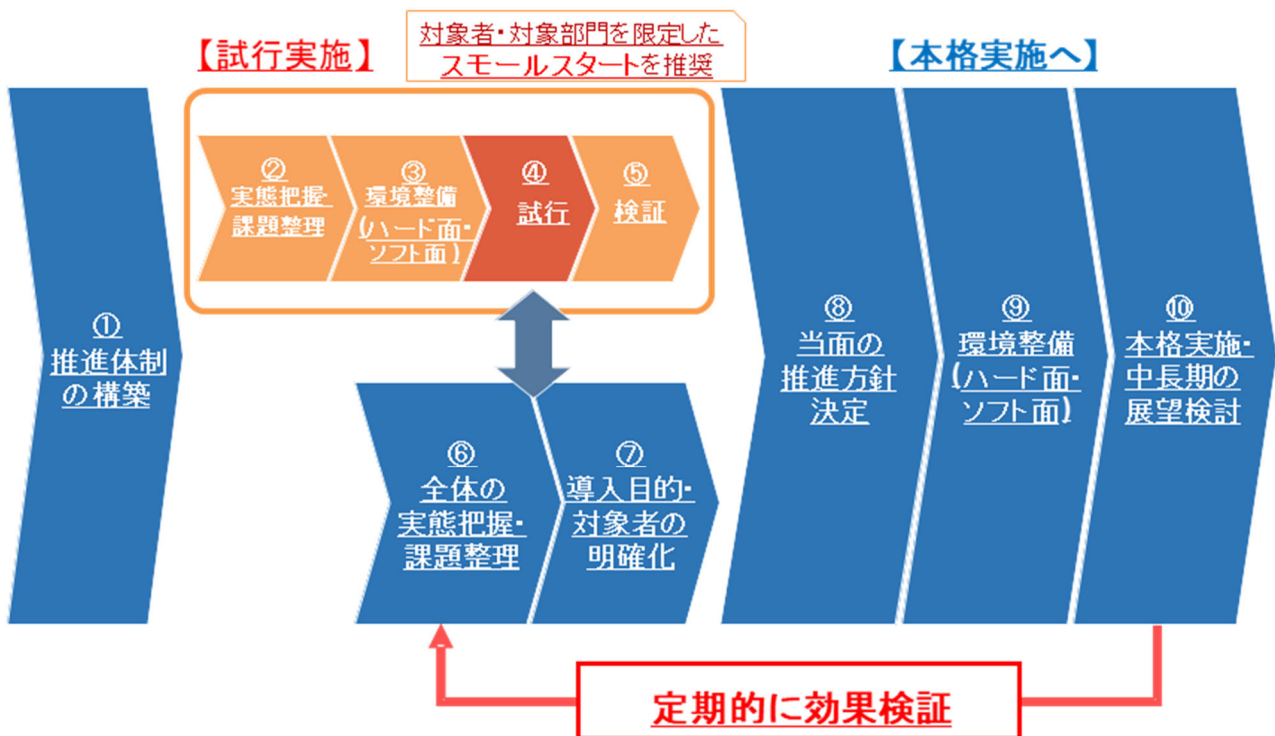 【試行実施】
対象者・対象部門を限定した
スモールスタートを推奨
【本格実施へ】
①
推進体制
の構築
②
実態把握・
課題整理
③
環境整備
(ハード面・
ソフト面)
④
試行
⑤
検証
⑥
全体の
実態把握・
課題整理
⑦
導入目的・
対象者の
明確化
⑧
当面の
推進方針
決定
⑨
環境整備
(ハード面・
ソフト面)
⑩
本格実施・
中長期の
展望検討
定期的に効果検証